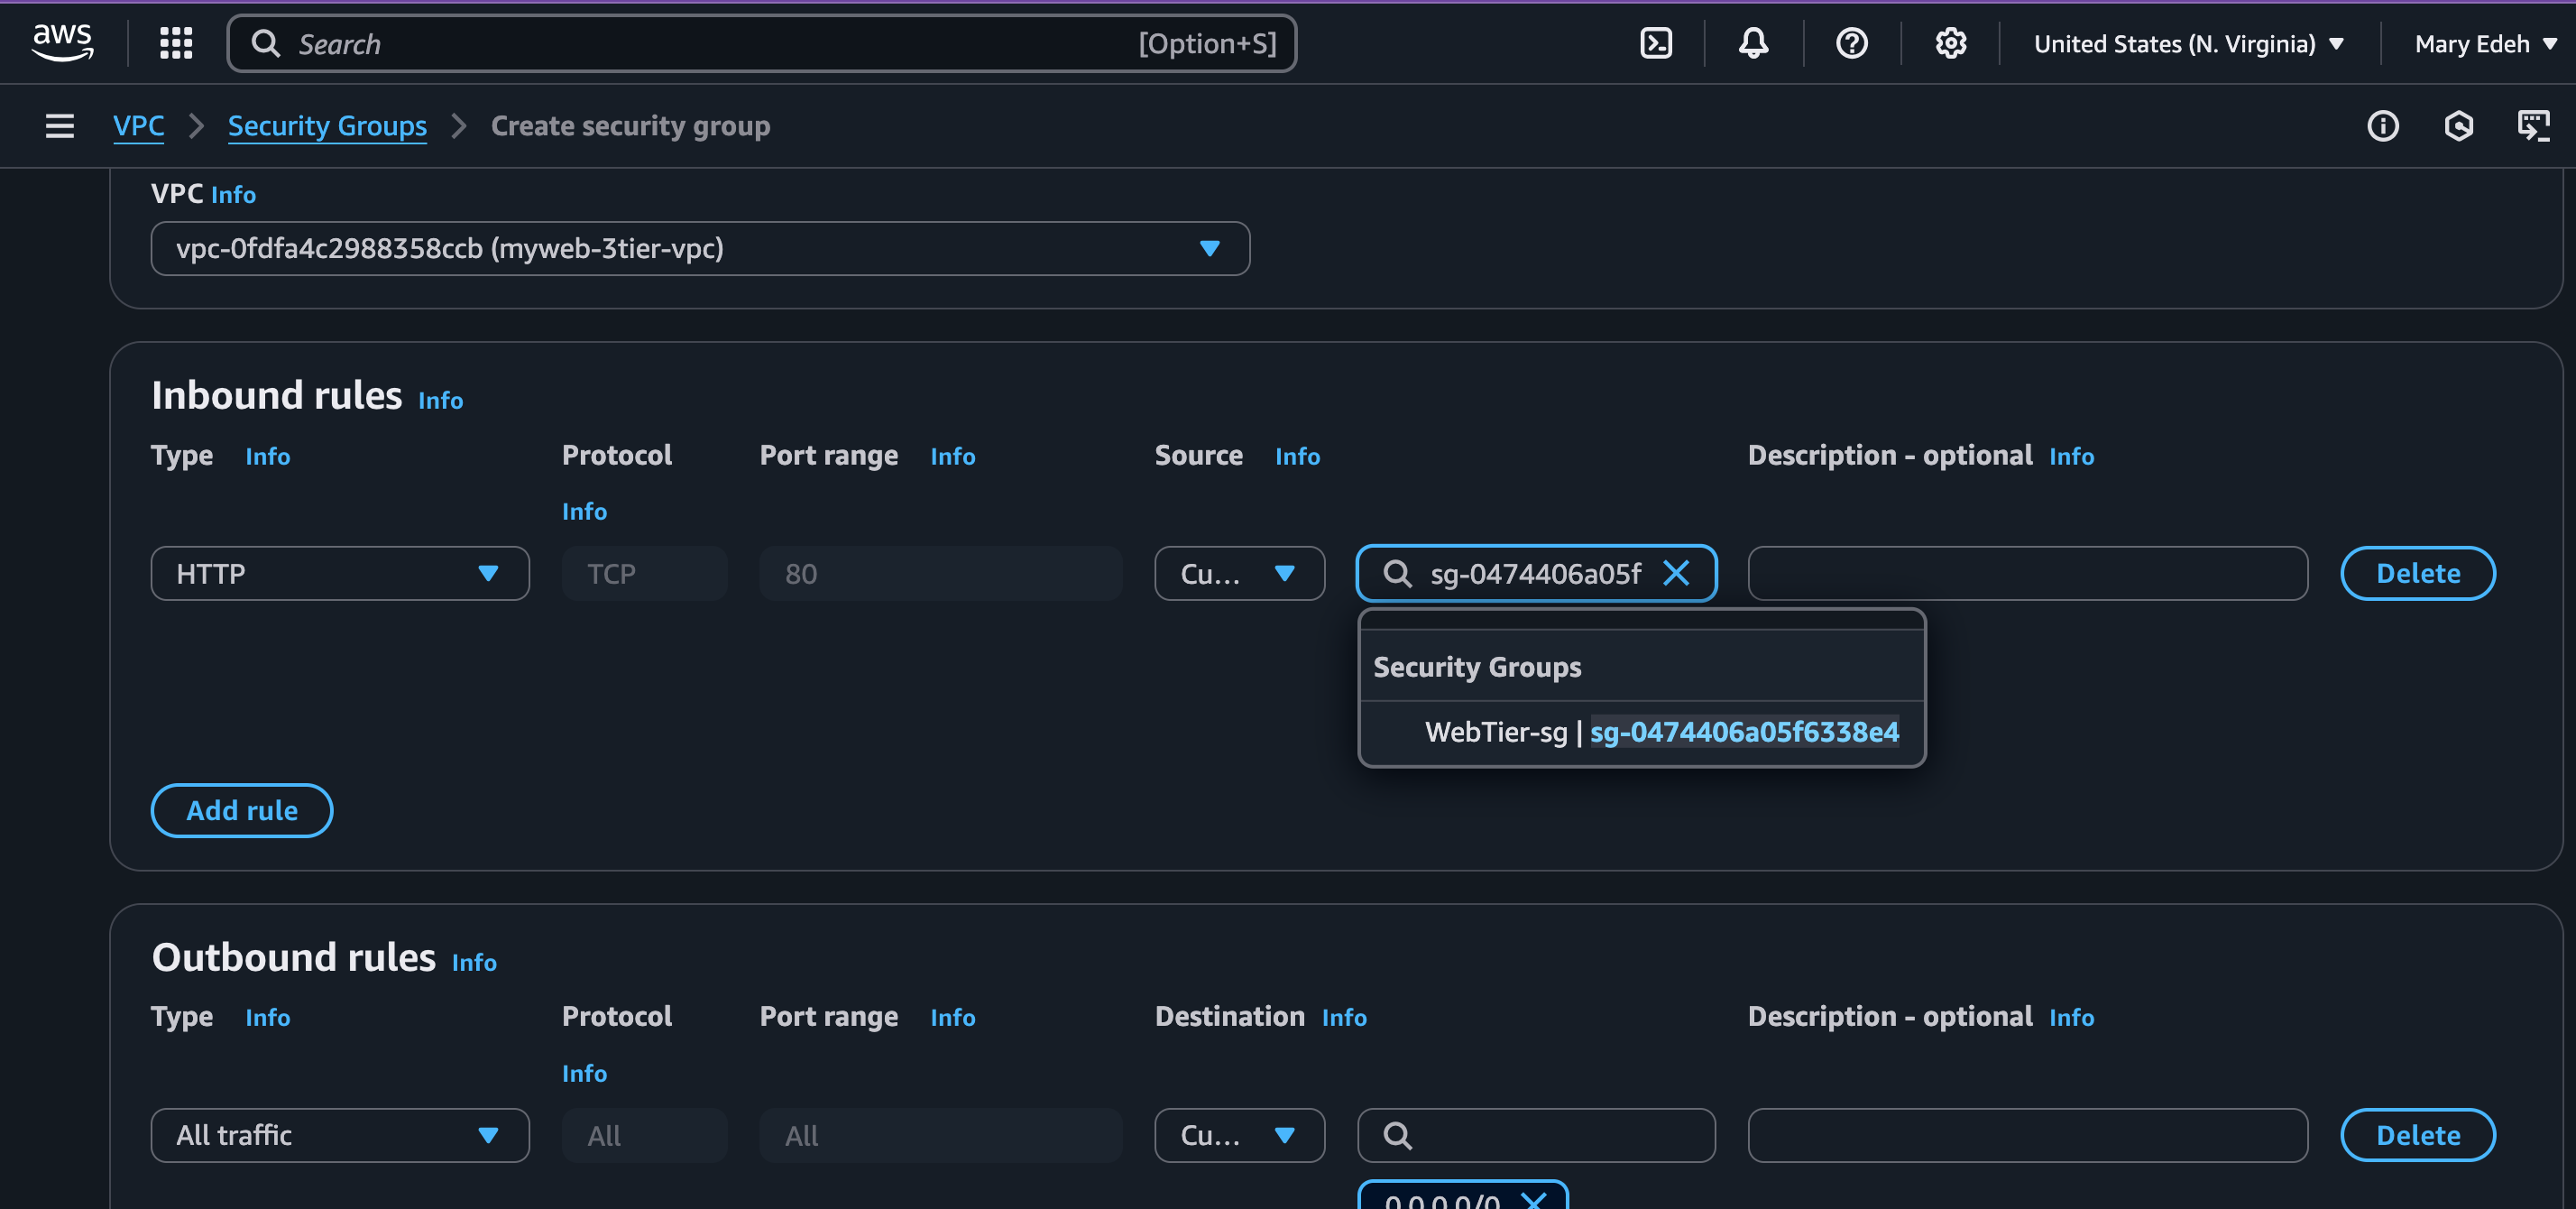 aws
Search [Option+S] United States (N. Virginia) Mary Edeh
VPC Security Groups Create security group
VPC Info
vpc-0fdfa4c2988358ccb (myweb-3tier-vpc)
Inbound rules Info
Type Info Protocol Port range Info Source Info Description - optional Info
Info
HTTP TCP 80 Cu... sg-0474406a05f Delete
Security Groups
WebTier-sg | sg-0474406a05f6338e4
Add rule
Outbound rules Info
Type Info Protocol Port range Info Destination Info Description - optional Info
Info
All traffic All All Cu... Delete
0.0.0.0/0